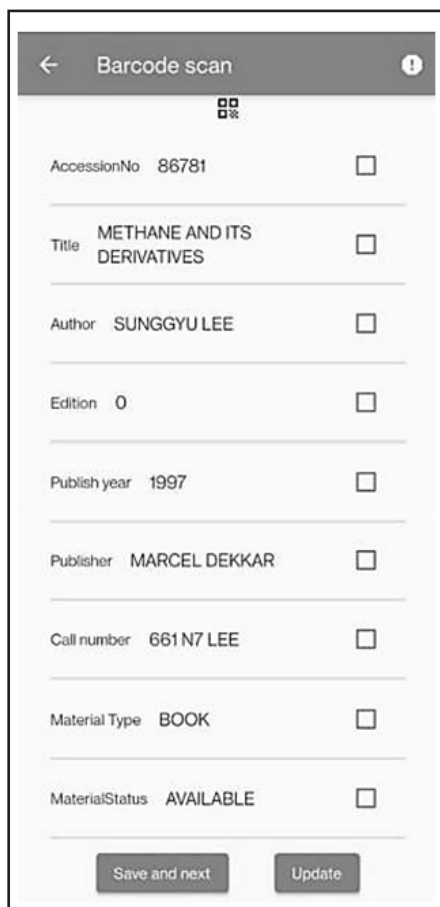 Barcode scan
AccessionNo 86781
Title METHANE AND ITS
DERIVATIVES
Author SUNGGYU LEE
Edition 0
Publish year 1997
Publisher MARCEL DEKKAR
Call number 661 N7 LEE
Material Type BOOK
MaterialStatus AVAILABLE
Save and next Update